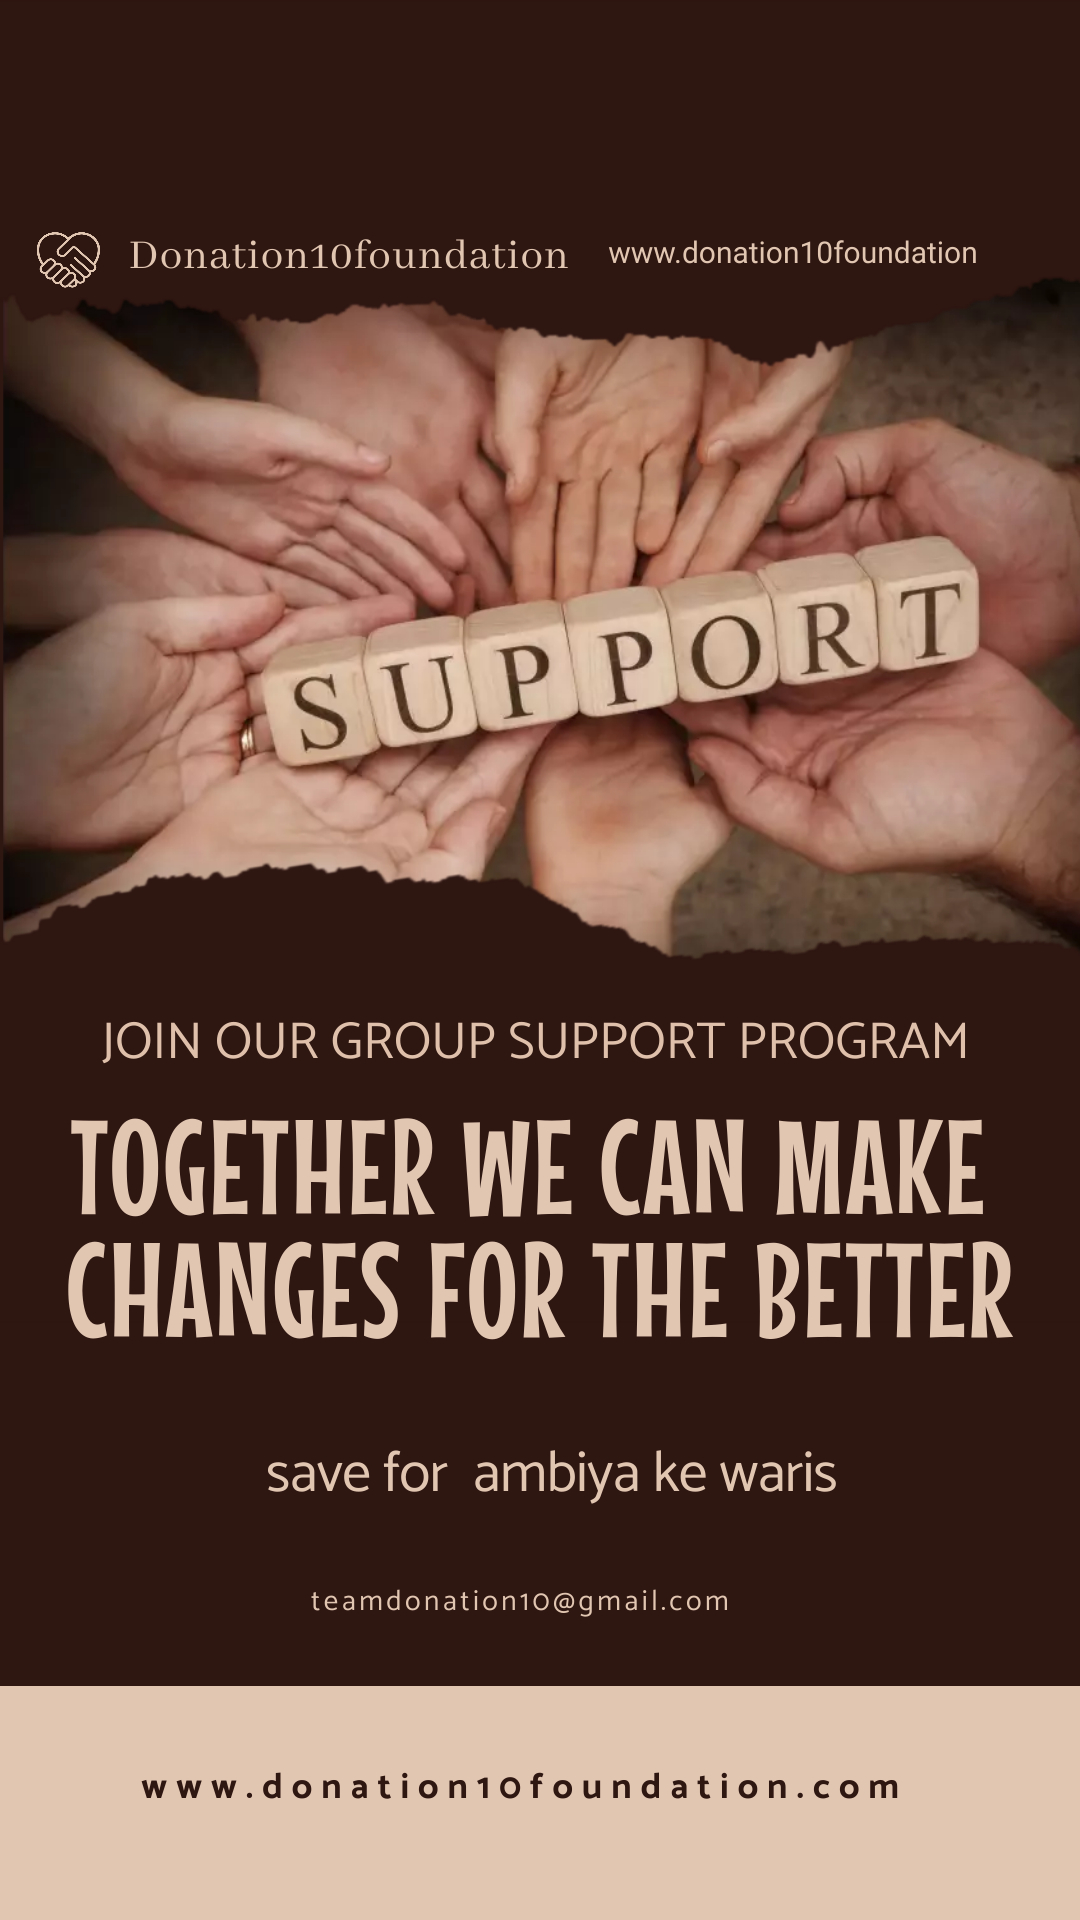 Donation10foundation www.donation10foundation
SUPPORT
JOIN OUR GROUP SUPPORT PROGRAM
TOGETHER WE CAN MAKE
CHANGES FOR THE BETTER
save for ambiya ke waris
teamdonation10@gmail.com
www.donation10foundation.com